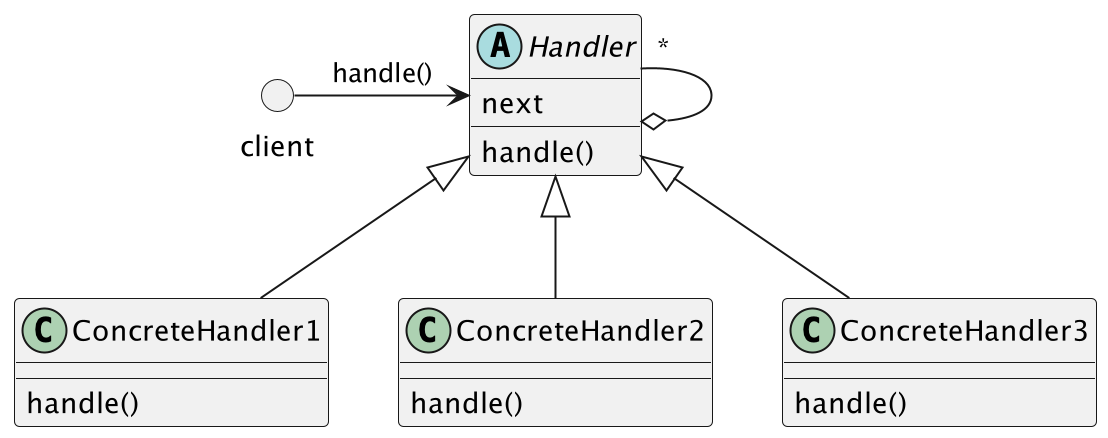 A Handler
*
next
handle()
handle()
client
C ConcreteHandler1
handle()
C ConcreteHandler2
handle()
C ConcreteHandler3
handle()